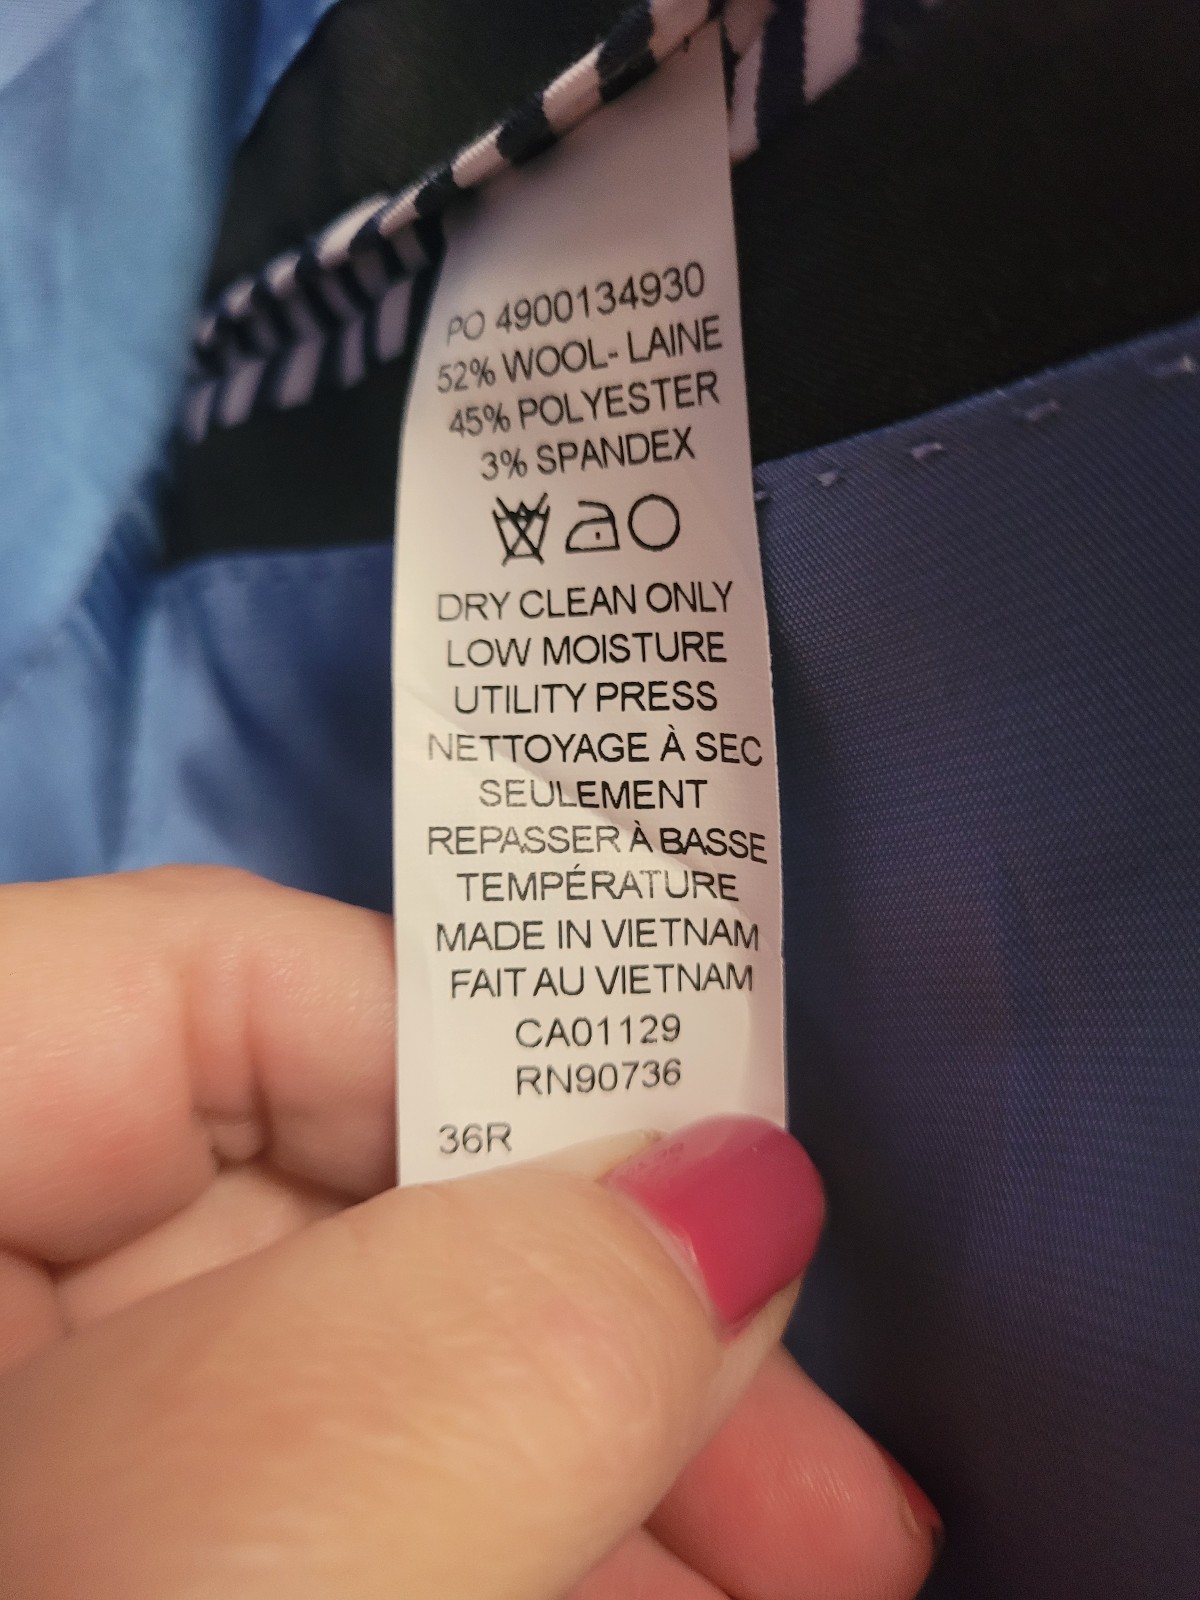 PO 4900134930
52% WOOL- LAINE
45% POLYESTER
3% SPANDEX
DRY CLEAN ONLY
LOW MOISTURE
UTILITY PRESS
NETTOYAGE À SEC
SEULEMENT
REPASSER À BASSE
TEMPÉRATURE
MADE IN VIETNAM
FAIT AU VIETNAM
CA01129
RN90736
36R